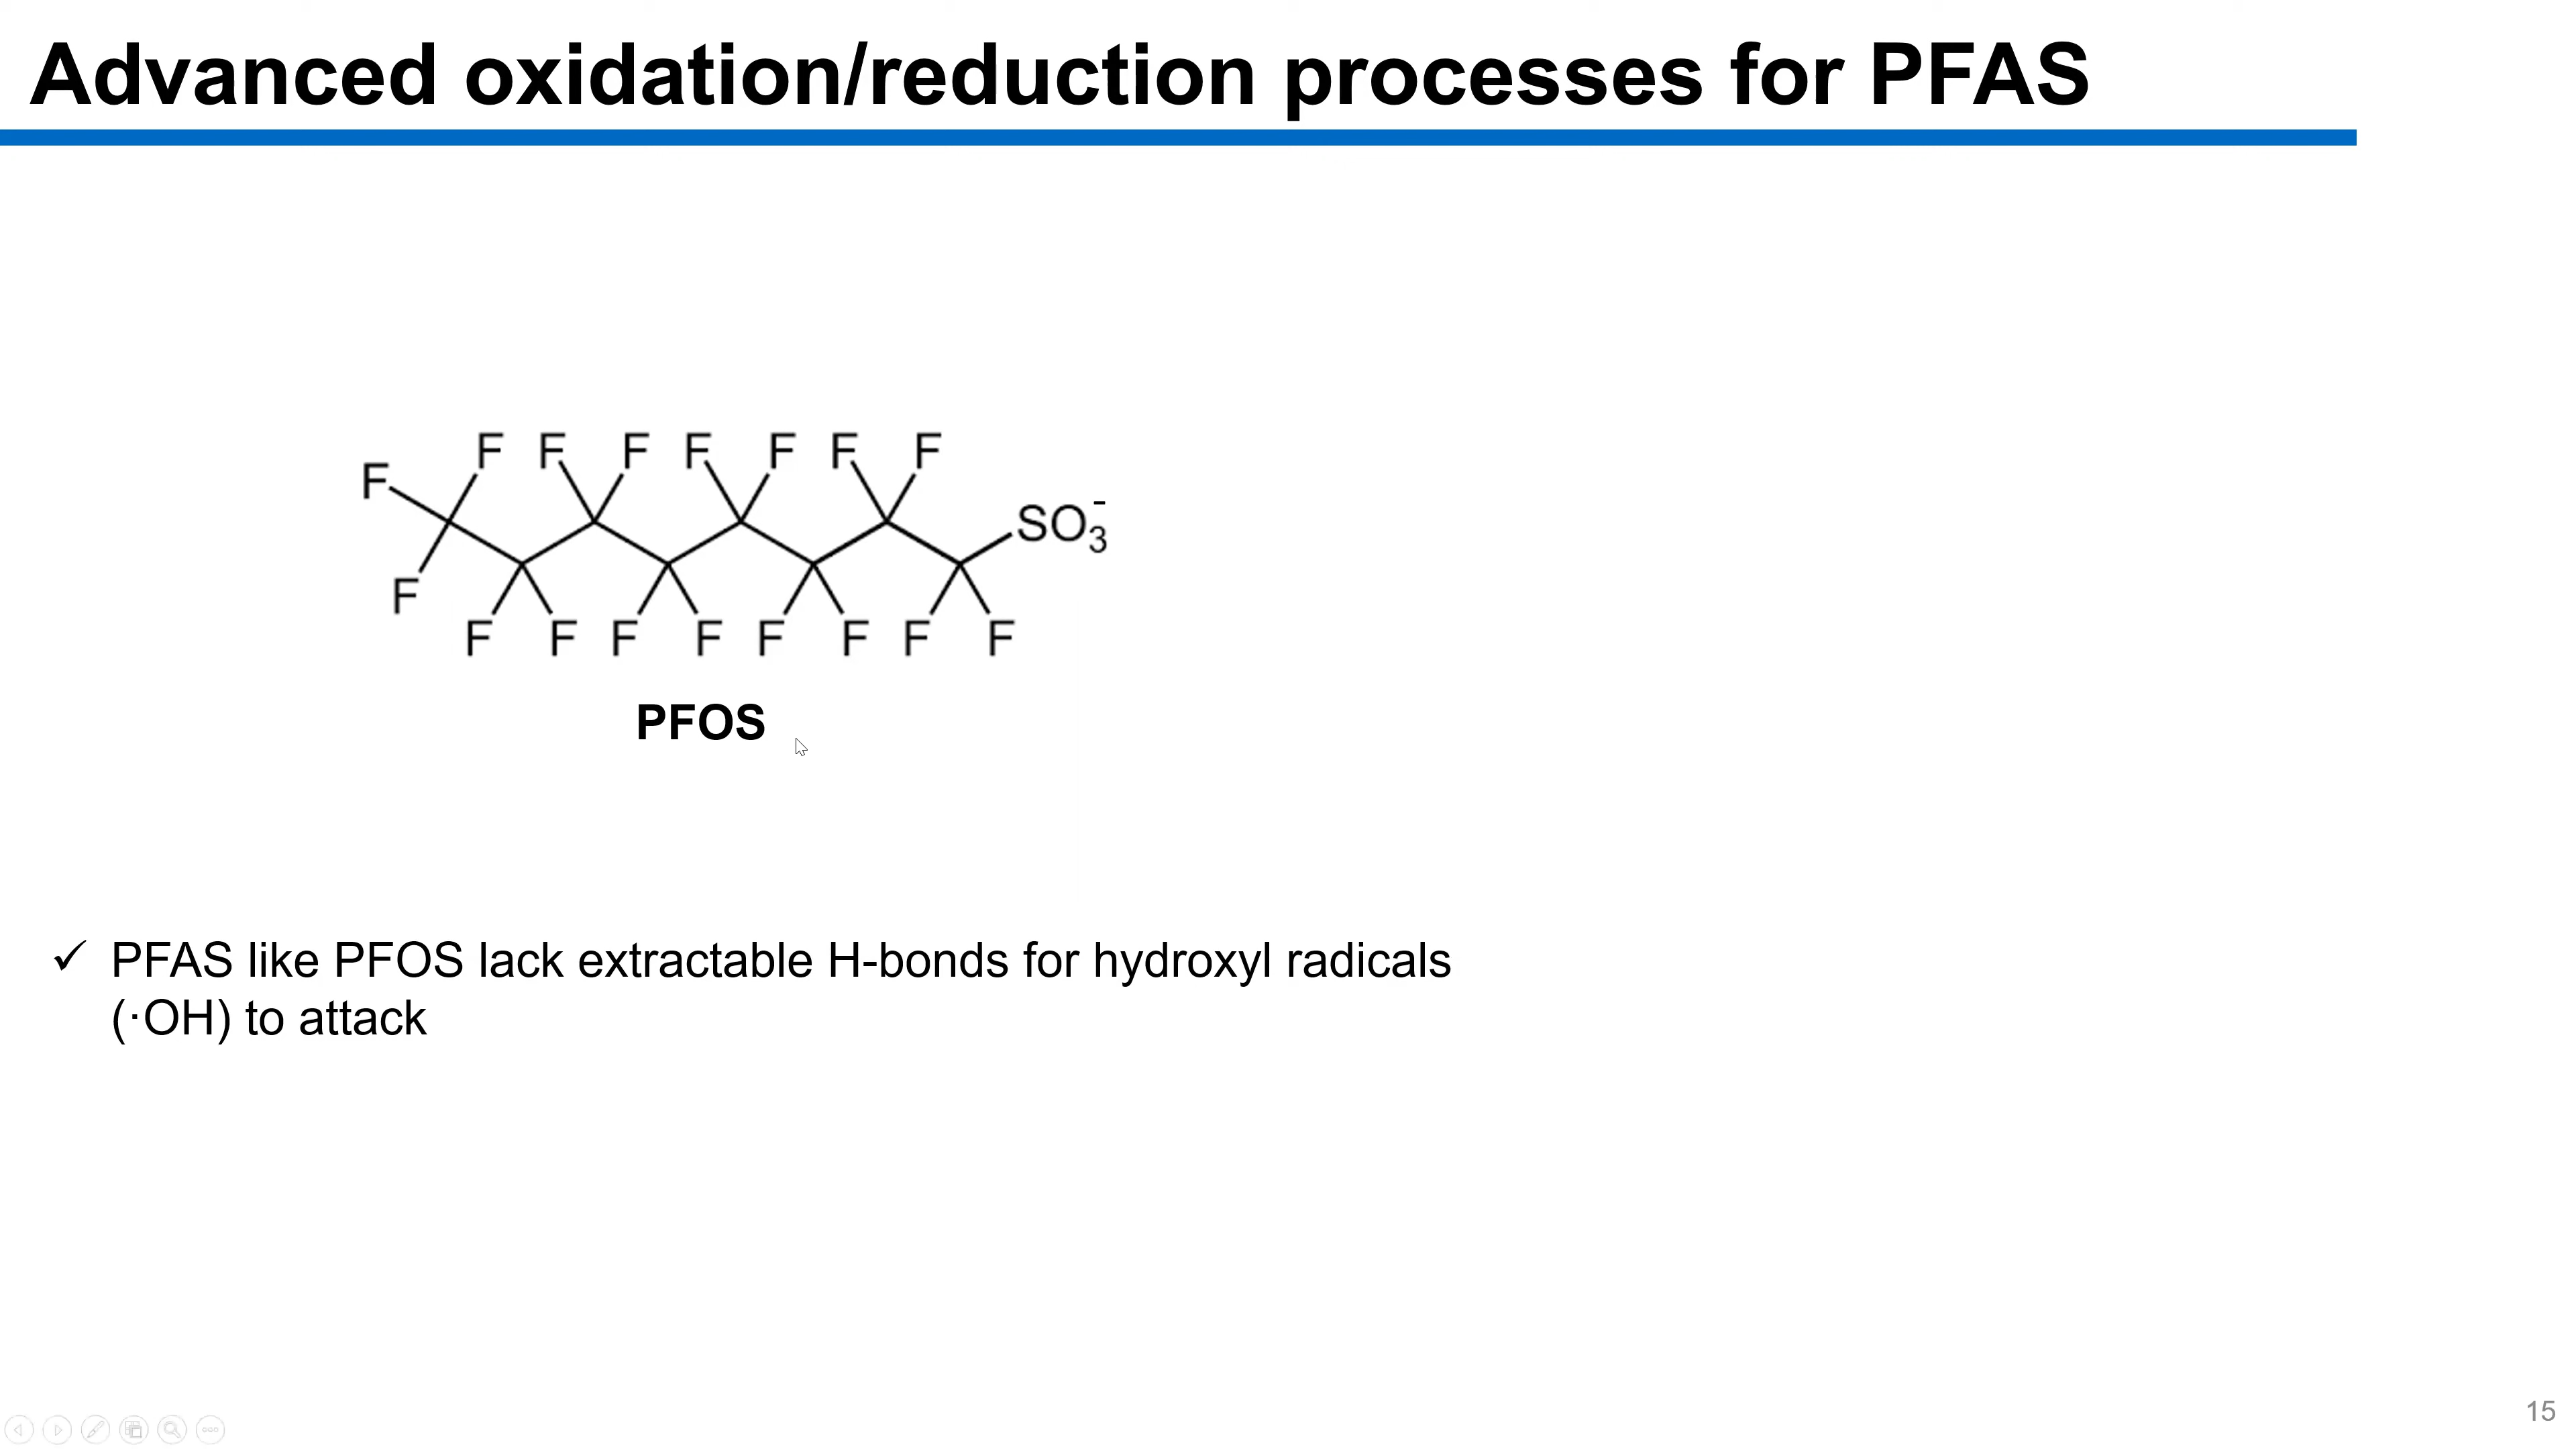 Advanced oxidation/reduction processes for PFAS
F F F F F F F
F
SO₃⁻
F
F F F F F F F F
PFOS
✓ PFAS like PFOS lack extractable H-bonds for hydroxyl radicals
(·OH) to attack
15